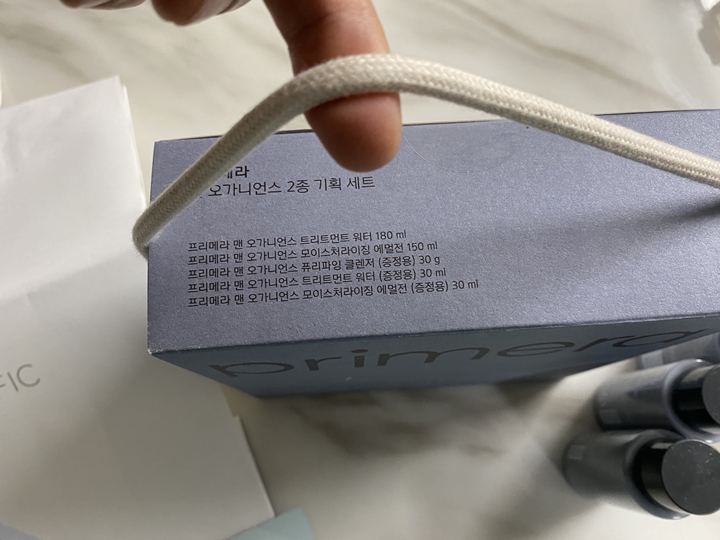 오가니언스 2종 기획 세트
프리메라 맨 오가니언스 트리트먼트 워터 180 ml
프리메라 맨 오가니언스 모이스처라이징 에멀전 150 ml
프리메라 맨 오가니언스 퓨리파잉 클렌저 (증정용) 30 g
프리메라 맨 오가니언스 트리트먼트 워터 (증정용) 30 ml
프리메라 맨 오가니언스 모이스처라이징 에멀전 (증정용) 30 ml
primera